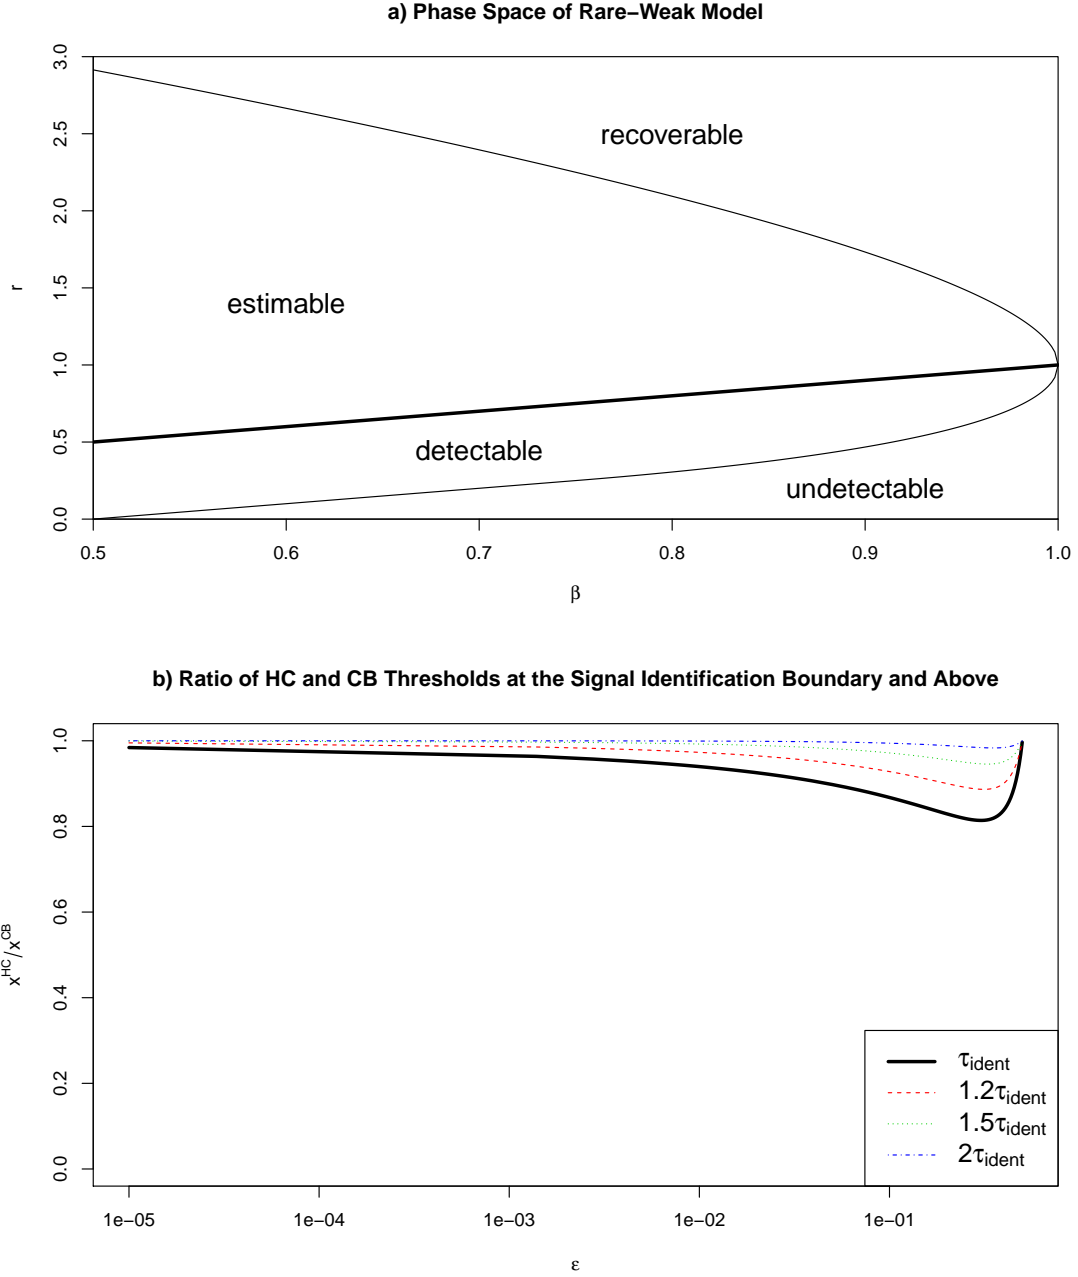 a) Phase Space of Rare−Weak Model
3.0
2.5
2.0
1.5
1.0
0.5
0.0
r
recoverable
estimable
detectable
undetectable
0.5 0.6 0.7 0.8 0.9 1.0
β
b) Ratio of HC and CB Thresholds at the Signal Identification Boundary and Above
1.0
0.8
0.6
0.4
0.2
0.0
x^HC/x^CB
τ_ident
1.2τ_ident
1.5τ_ident
2τ_ident
1e−05 1e−04 1e−03 1e−02 1e−01
ε